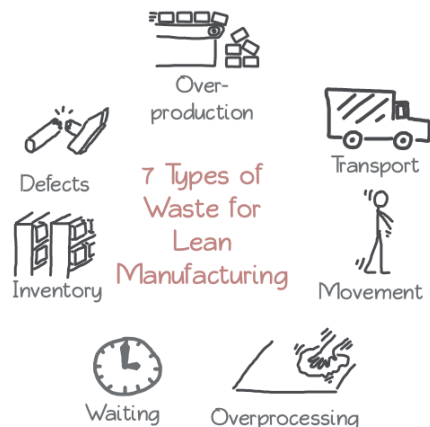 Over-
production
Transport
Defects
7 Types of
Waste for
Lean
Manufacturing
Inventory
Movement
Waiting
Overprocessing